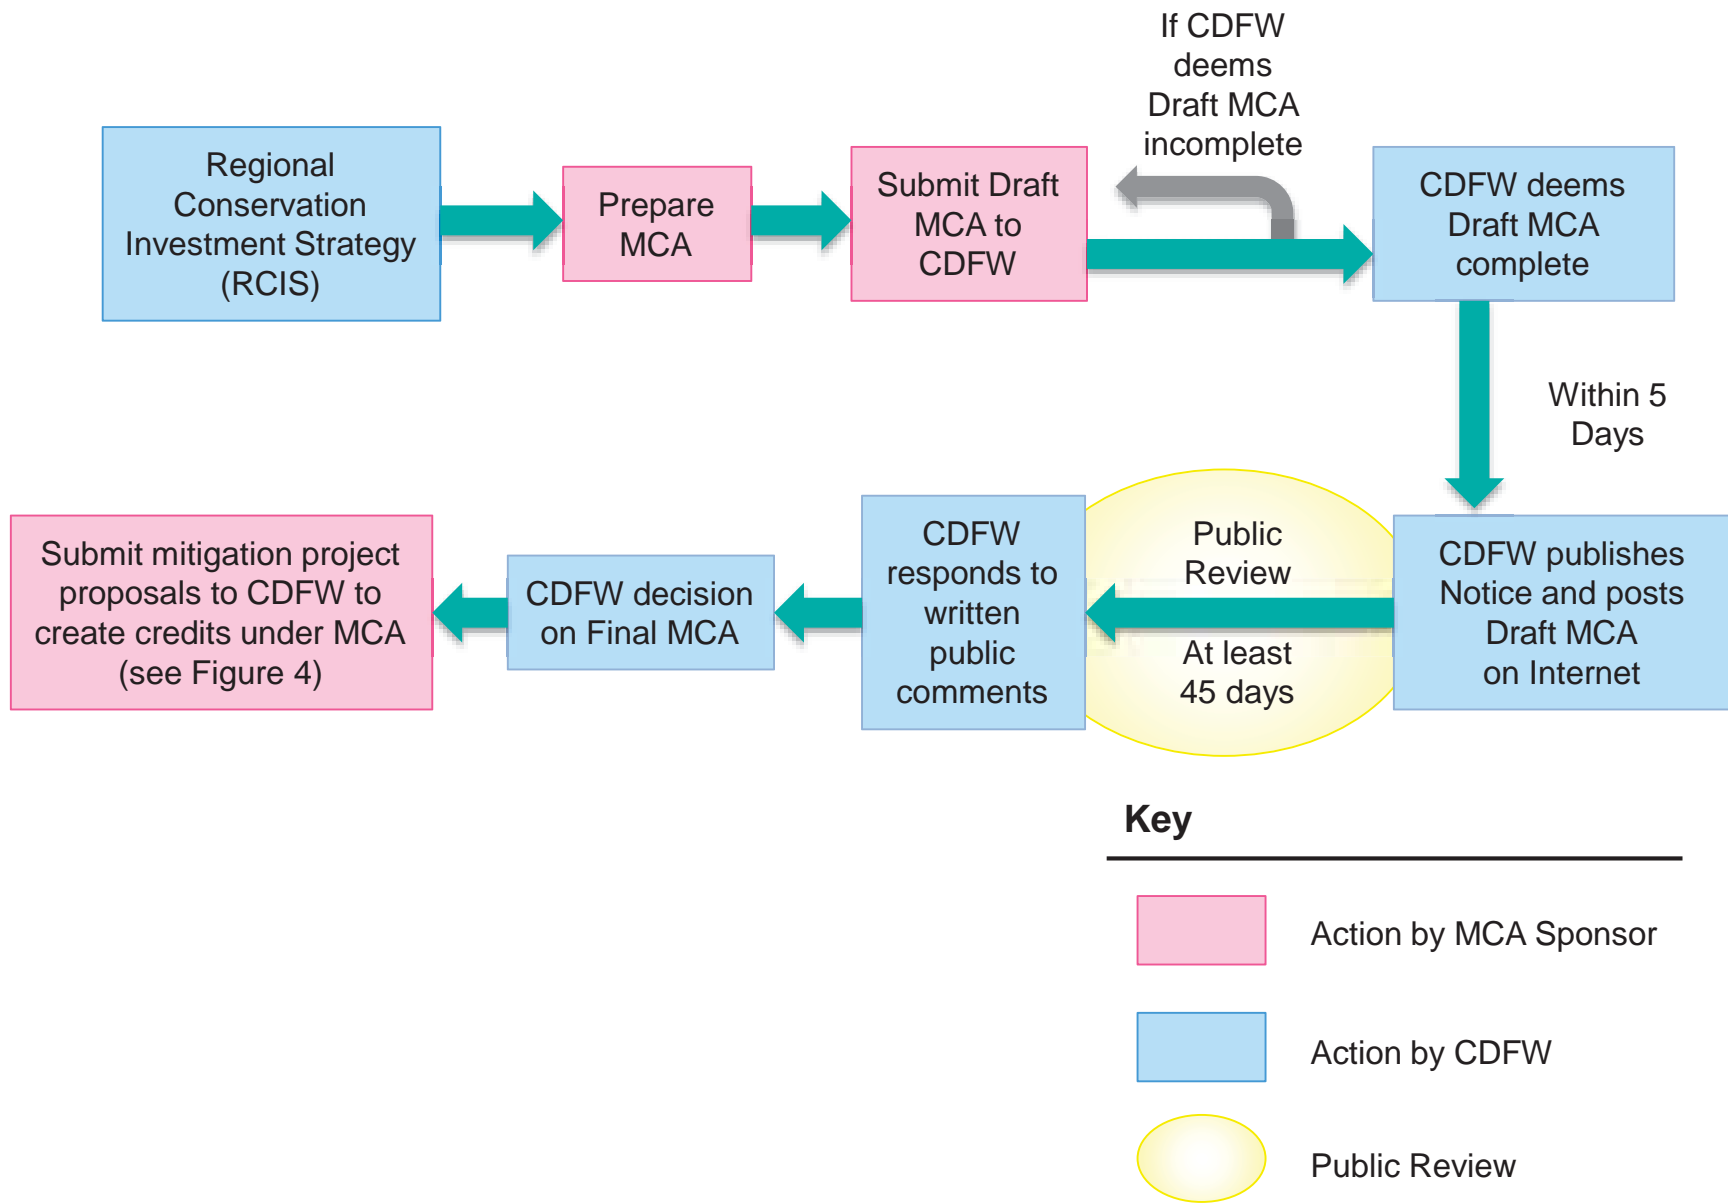 If CDFW
deems
Draft MCA
incomplete
Regional
Conservation
Investment Strategy
(RCIS)
Prepare
MCA
Submit Draft
MCA to
CDFW
CDFW deems
Draft MCA
complete
Within 5
Days
Submit mitigation project
proposals to CDFW to
create credits under MCA
(see Figure 4)
CDFW decision
on Final MCA
CDFW
responds to
written
public
comments
Public
Review
At least
45 days
CDFW publishes
Notice and posts
Draft MCA
on Internet
Key
Action by MCA Sponsor
Action by CDFW
Public Review